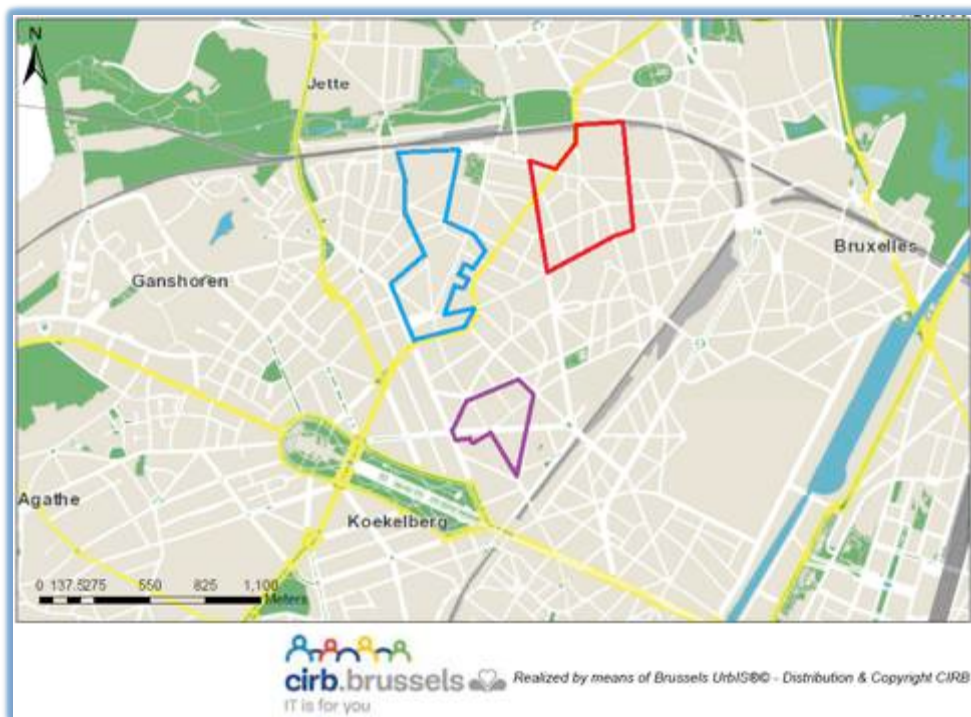 N
Jette
Bruxelles
Ganshoren
Agathe
Koekelberg
0 137.5275 550 825 1,100
Meters
cirb.brussels
IT is for you
Realized by means of Brussels UrbIS®© - Distribution & Copyright CIRB